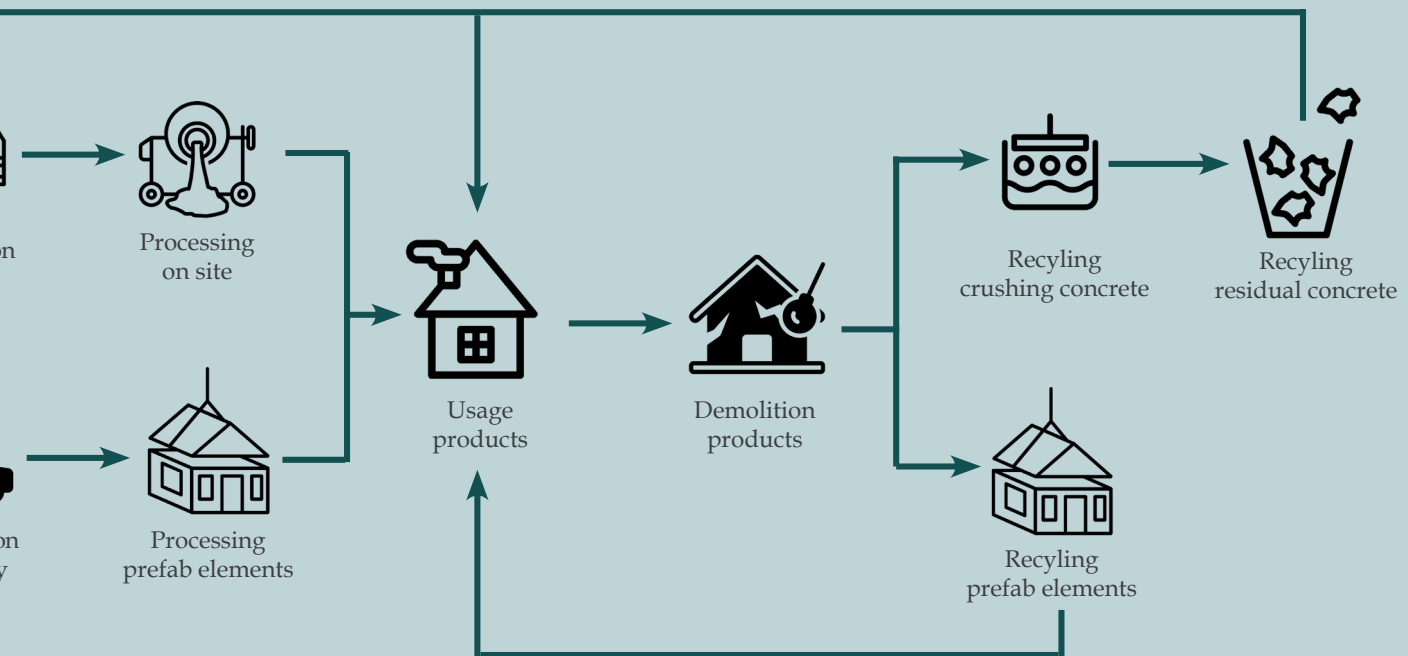 Processing
on site
Usage
products
Demolition
products
Recyling
crushing concrete
Recyling
residual concrete
Processing
prefab elements
Recyling
prefab elements